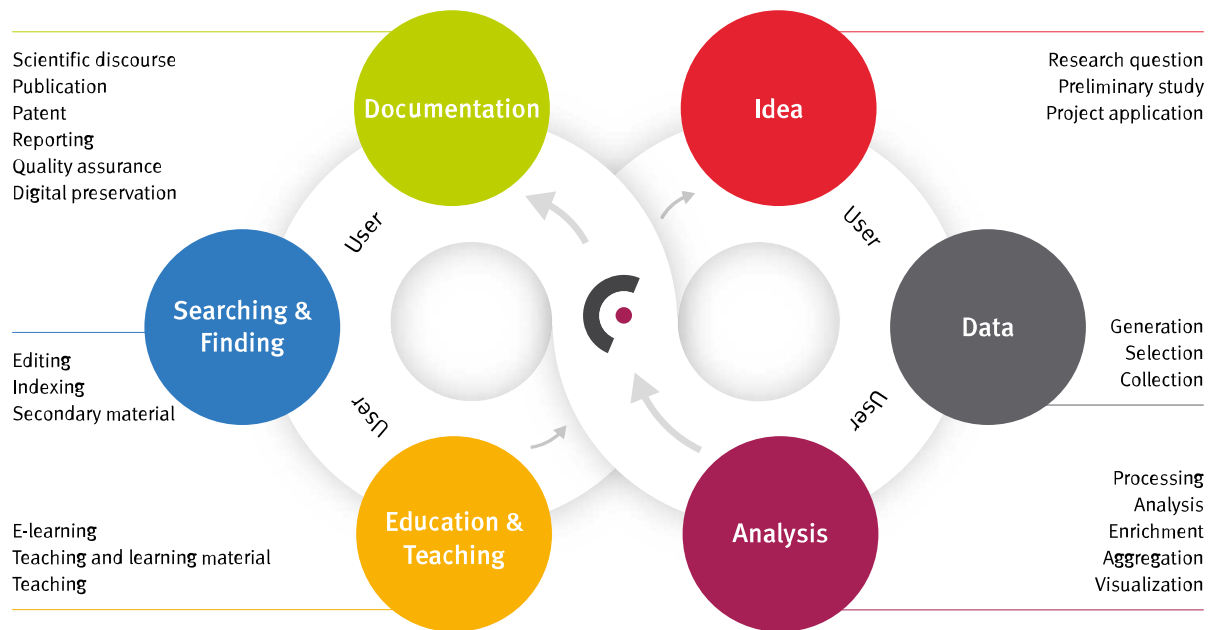 Scientific discourse
Publication
Patent
Reporting
Quality assurance
Digital preservation
Documentation
Idea
Research question
Preliminary study
Project application
User
User
Searching &
Finding
Data
Generation
Selection
Collection
Editing
Indexing
Secondary material
User
User
E-learning
Teaching and learning material
Teaching
Education &
Teaching
Analysis
Processing
Analysis
Enrichment
Aggregation
Visualization